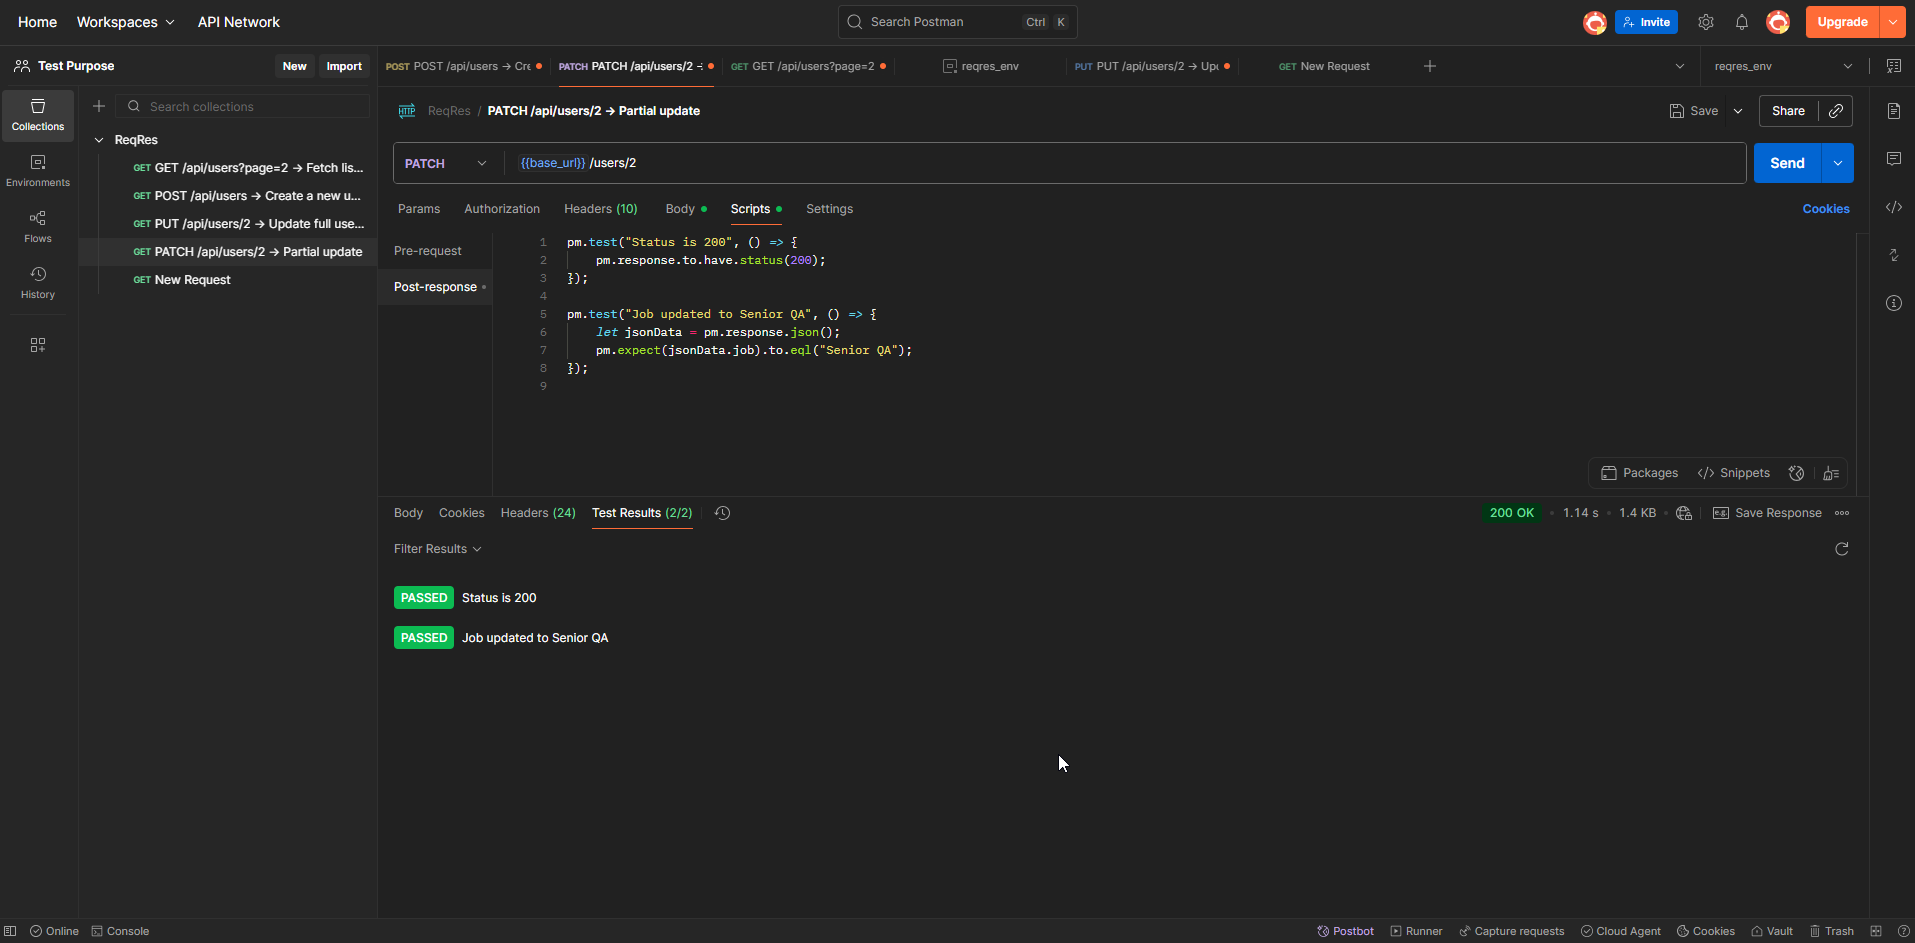 Home Workspaces API Network
Search Postman Ctrl K
Invite Upgrade
Test Purpose New Import
POST POST /api/users → Cre PATCH PATCH /api/users/2 → GET GET /api/users?page=2 reqres_env PUT PUT /api/users/2 → Up GET New Request
reqres_env
Collections
Environments
Flows
History
Search collections
ReqRes
GET GET /api/users?page=2 → Fetch lis...
GET POST /api/users → Create a new u...
GET PUT /api/users/2 → Update full use...
GET PATCH /api/users/2 → Partial update
GET New Request
HTTP ReqRes / PATCH /api/users/2 → Partial update
Save Share
PATCH {{base_url}} /users/2
Send
Params Authorization Headers (10) Body Scripts Settings
Cookies
Pre-request
Post-response
1 pm.test("Status is 200", () => {
2 pm.response.to.have.status(200);
3 });
4
5 pm.test("Job updated to Senior QA", () => {
6 let jsonData = pm.response.json();
7 pm.expect(jsonData.job).to.eql("Senior QA");
8 });
9
Packages </> Snippets
Body Cookies Headers (24) Test Results (2/2)
200 OK • 1.14 s • 1.4 KB e.g. Save Response
Filter Results
PASSED Status is 200
PASSED Job updated to Senior QA
Online Console
Postbot Runner Capture requests Cloud Agent Cookies Vault Trash